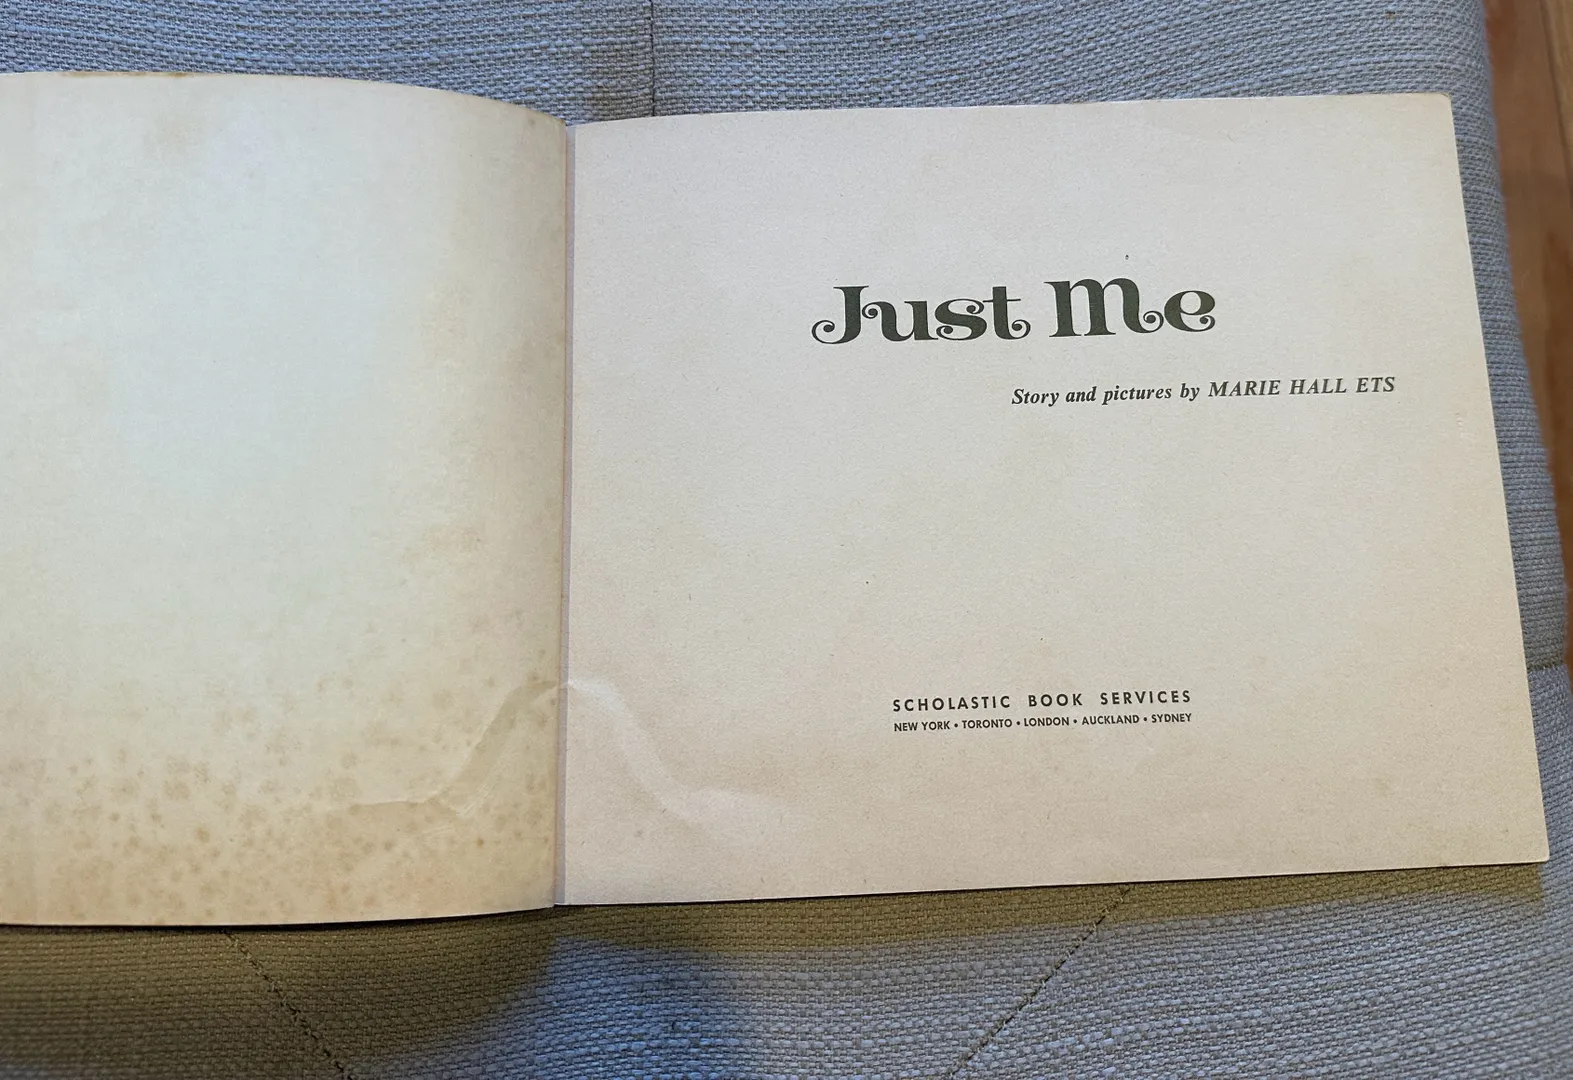 Just Me
Story and pictures by MARIE HALL ETS
SCHOLASTIC BOOK SERVICES
NEW YORK • TORONTO • LONDON • AUCKLAND • SYDNEY